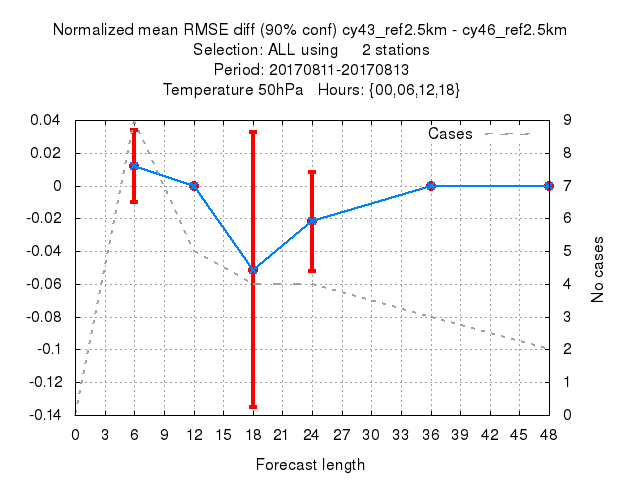 Normalized mean RMSE diff (90% conf) cy43_ref2.5km - cy46_ref2.5km
Selection: ALL using     2 stations
Period: 20170811-20170813
Temperature 50hPa   Hours: {00,06,12,18}
Cases
0.04
0.02
0
-0.02
-0.04
-0.06
-0.08
-0.1
-0.12
-0.14
9
8
7
6
5
4
3
2
1
0
No cases
0 3 6 9 12 15 18 21 24 27 30 33 36 39 42 45 48
Forecast length